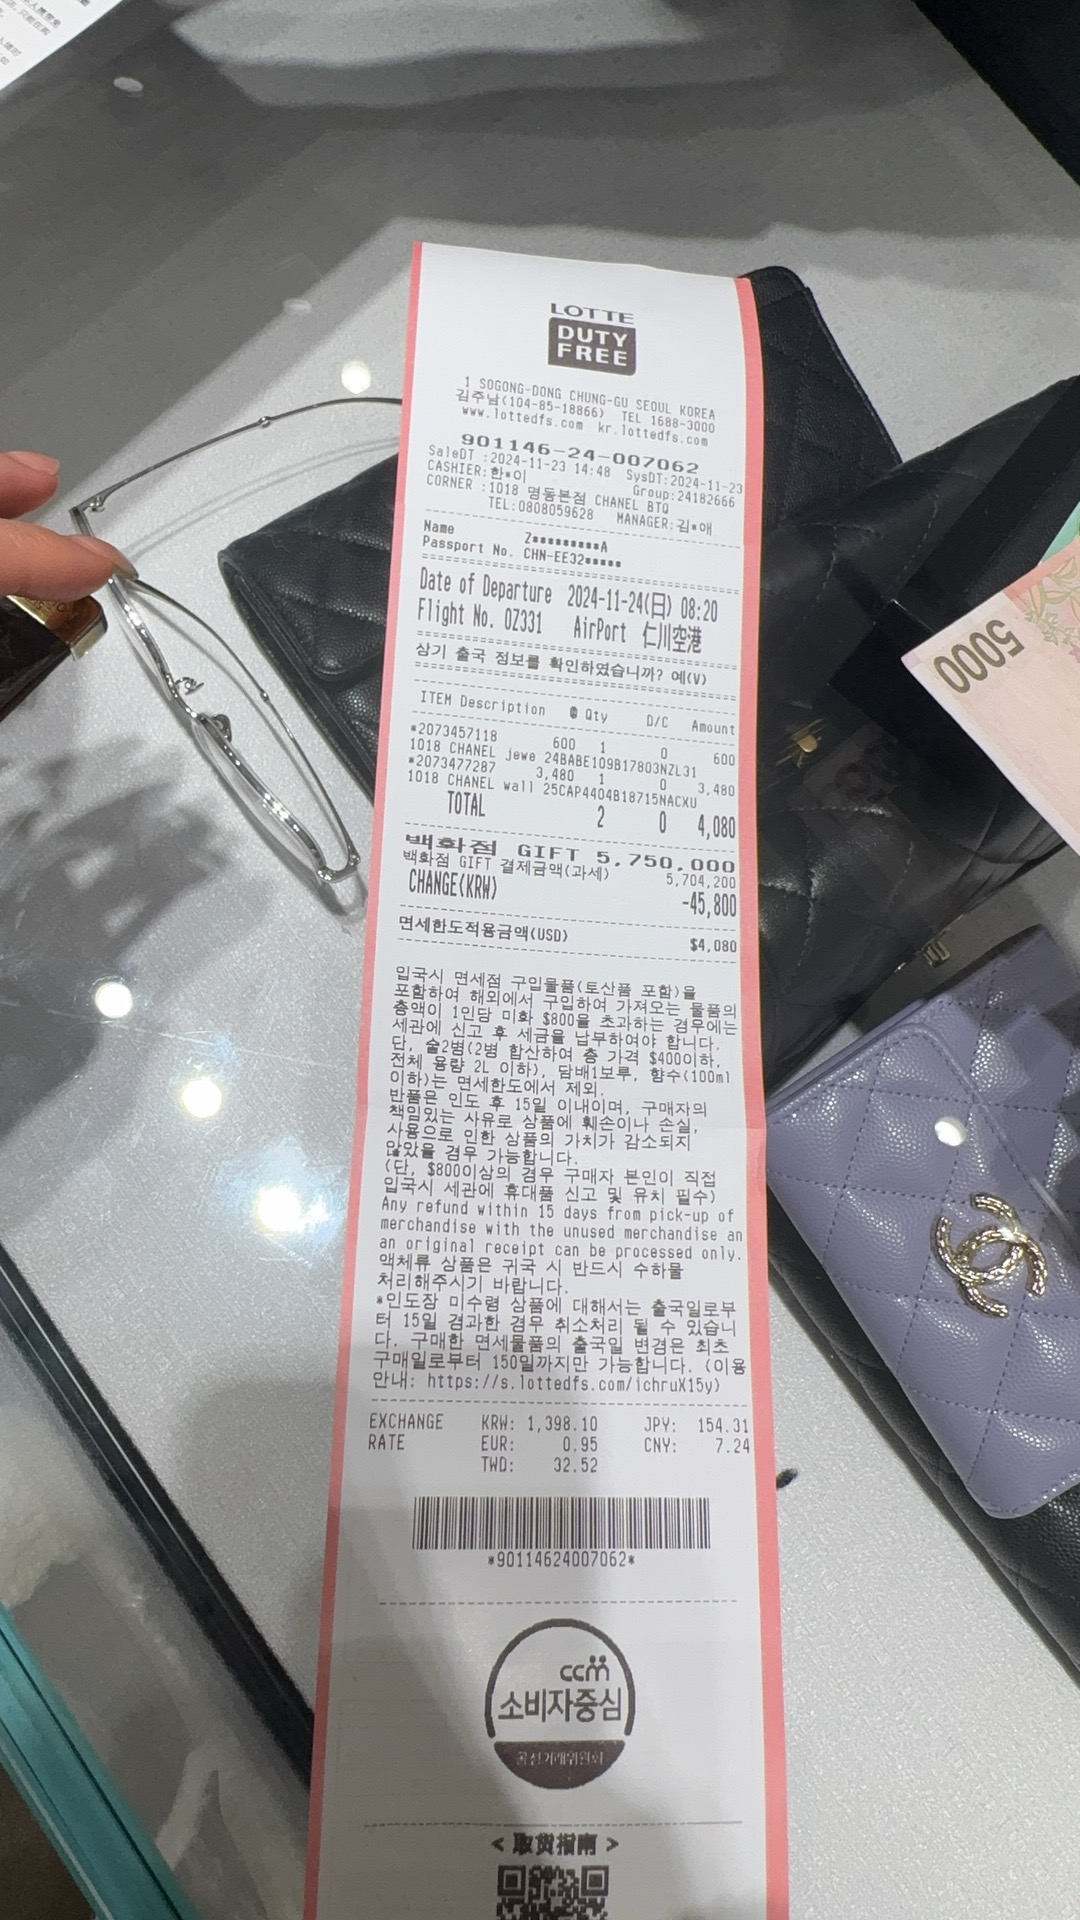 LOTTE
DUTY
FREE
1 SOGONG-DONG CHUNG-GU SEOUL KOREA
김주남(104-85-18866) TEL 1688-3000
www.lottedfs.com kr.lottedfs.com
901146-24-007062
SaleDT :2024-11-23 14:48 SysDT:2024-11-23
CASHIER:한*이 Group:24182666
CORNER :1018 명동본점 CHANEL BTQ
TEL:0808059628 MANAGER:김*애
Name Z*********A
Passport No. CHN-EE32*****
Date of Departure 2024-11-24(日) 08:20
Flight No. OZ331 AirPort 仁川空港
상기 출국 정보를 확인하였습니까? 예(V)
ITEM Description @ Qty D/C Amount
*2073457118 600 1 0 600
1018 CHANEL jewe 24BABE109B17803NZL31
*2073477287 3,480 1 0 3,480
1018 CHANEL wall 25CAP4404B18715NACXU
TOTAL 2 0 4,080
백화점 GIFT 5,750,000
백화점 GIFT 결제금액(과세) 5,704,200
CHANGE(KRW) -45,800
면세한도적용금액(USD) $4,080
입국시 면세점 구입물품(토산품 포함)을
포함하여 해외에서 구입하여 가져오는 물품의
총액이 1인당 미화 $800을 초과하는 경우에는
세관에 신고 후 세금을 납부하여야 합니다.
단, 술2병(2병 합산하여 총 가격 $400이하,
전체 용량 2L 이하), 담배1보루, 향수(100ml
이하)는 면세한도에서 제외.
반품은 인도 후 15일 이내이며, 구매자의
책임있는 사유로 상품에 훼손이나 손실,
사용으로 인한 상품의 가치가 감소되지
않았을 경우 가능합니다.
(단, $800이상의 경우 구매자 본인이 직접
입국시 세관에 휴대품 신고 및 유치 필수)
Any refund within 15 days from pick-up of
merchandise with the unused merchandise an
an original receipt can be processed only.
액체류 상품은 귀국 시 반드시 수하물
처리해주시기 바랍니다.
*인도장 미수령 상품에 대해서는 출국일로부
터 15일 경과한 경우 취소처리 될 수 있습니
다. 구매한 면세물품의 출국일 변경은 최초
구매일로부터 150일까지만 가능합니다. (이용
안내: https://s.lottedfs.com/ichruX15y)
EXCHANGE KRW: 1,398.10 JPY: 154.31
RATE EUR: 0.95 CNY: 7.24
TWD: 32.52
*90114624007062*
ccm
소비자중심
공정거래위원회
< 取货指南 >
5000